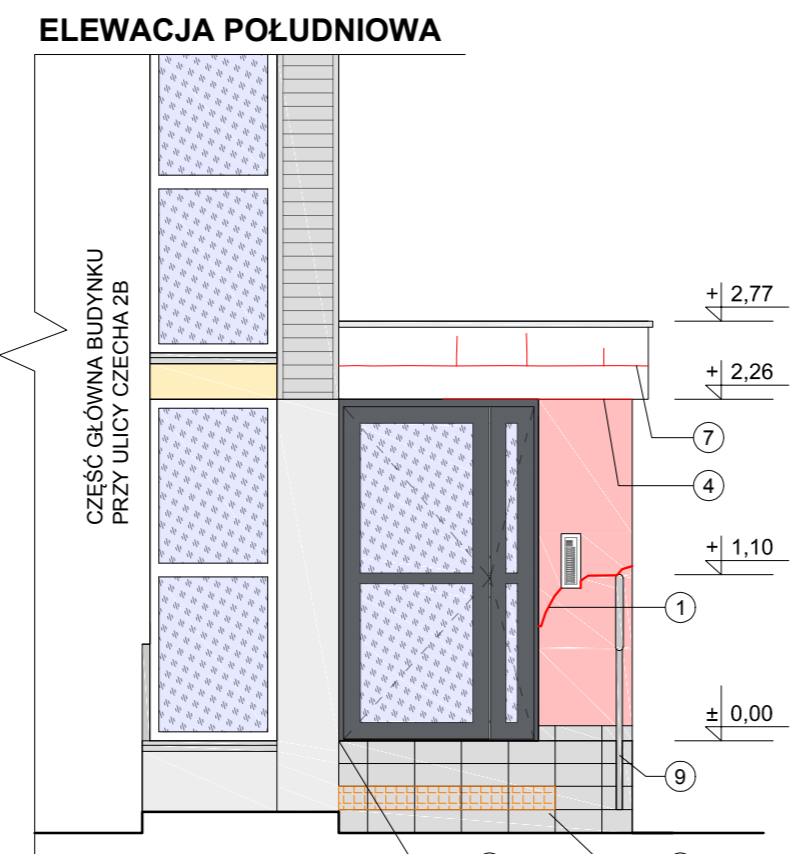 ELEWACJA POŁUDNIOWA
CZĘŚĆ GŁÓWNA BUDYNKU
PRZY ULICY CZECHA 2B
+ 2,77
+ 2,26
7
4
+ 1,10
1
± 0,00
9